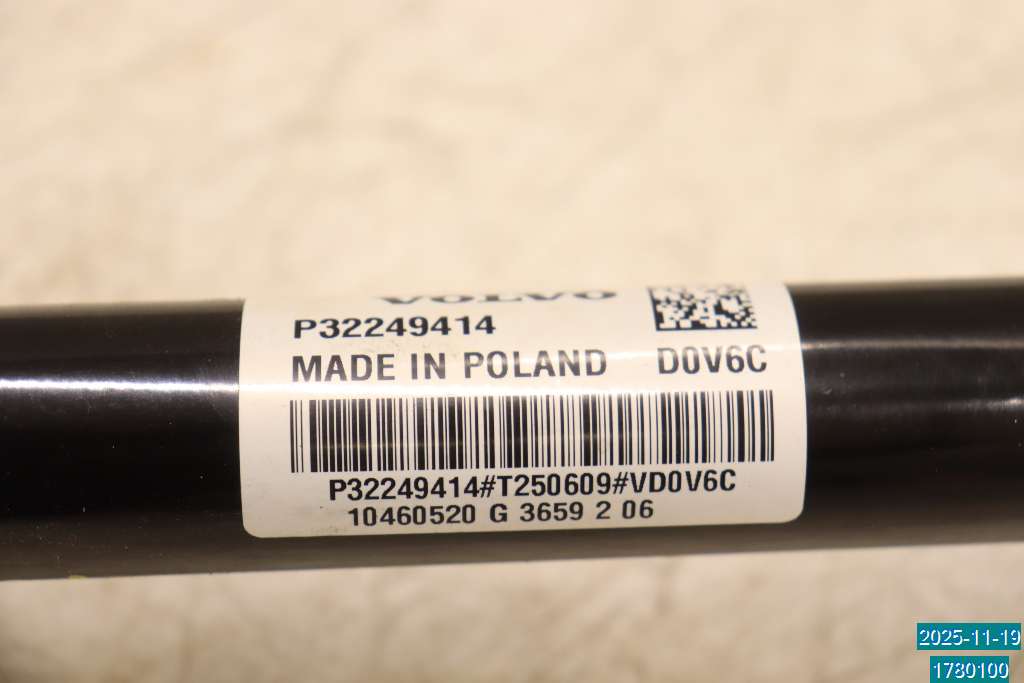 VOLVO
P32249414
MADE IN POLAND D0V6C
P32249414#T250609#VD0V6C
10460520 G 3659 2 06
2025-11-19
1780100